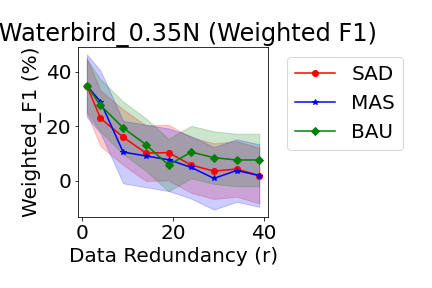 Waterbird_0.35N (Weighted F1)
Weighted_F1 (%)
40
20
0
0
20
40
Data Redundancy (r)
SAD
MAS
BAU